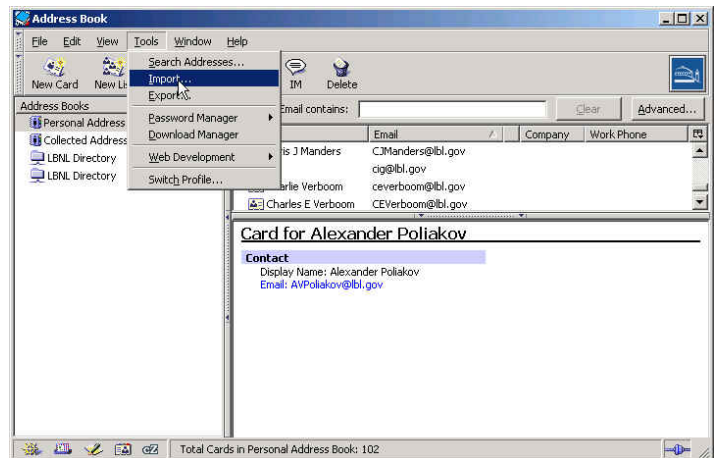 Address Book
File Edit View Tools Window Help
New Card New Li IM Delete
Search Addresses...
Import...
Export...
Password Manager
Download Manager
Web Development
Switch Profile...
Email contains: Clear Advanced...
Address Books
Personal Address
Collected Address
LBNL Directory
LBNL Directory
Email Company Work Phone
ris J Manders CJManders@lbl.gov
cig@lbl.gov
arlie Verboom ceverboom@lbl.gov
Charles E Verboom CEVerboom@lbl.gov
Card for Alexander Poliakov
Contact
Display Name: Alexander Poliakov
Email: AVPoliakov@lbl.gov
Total Cards in Personal Address Book: 102